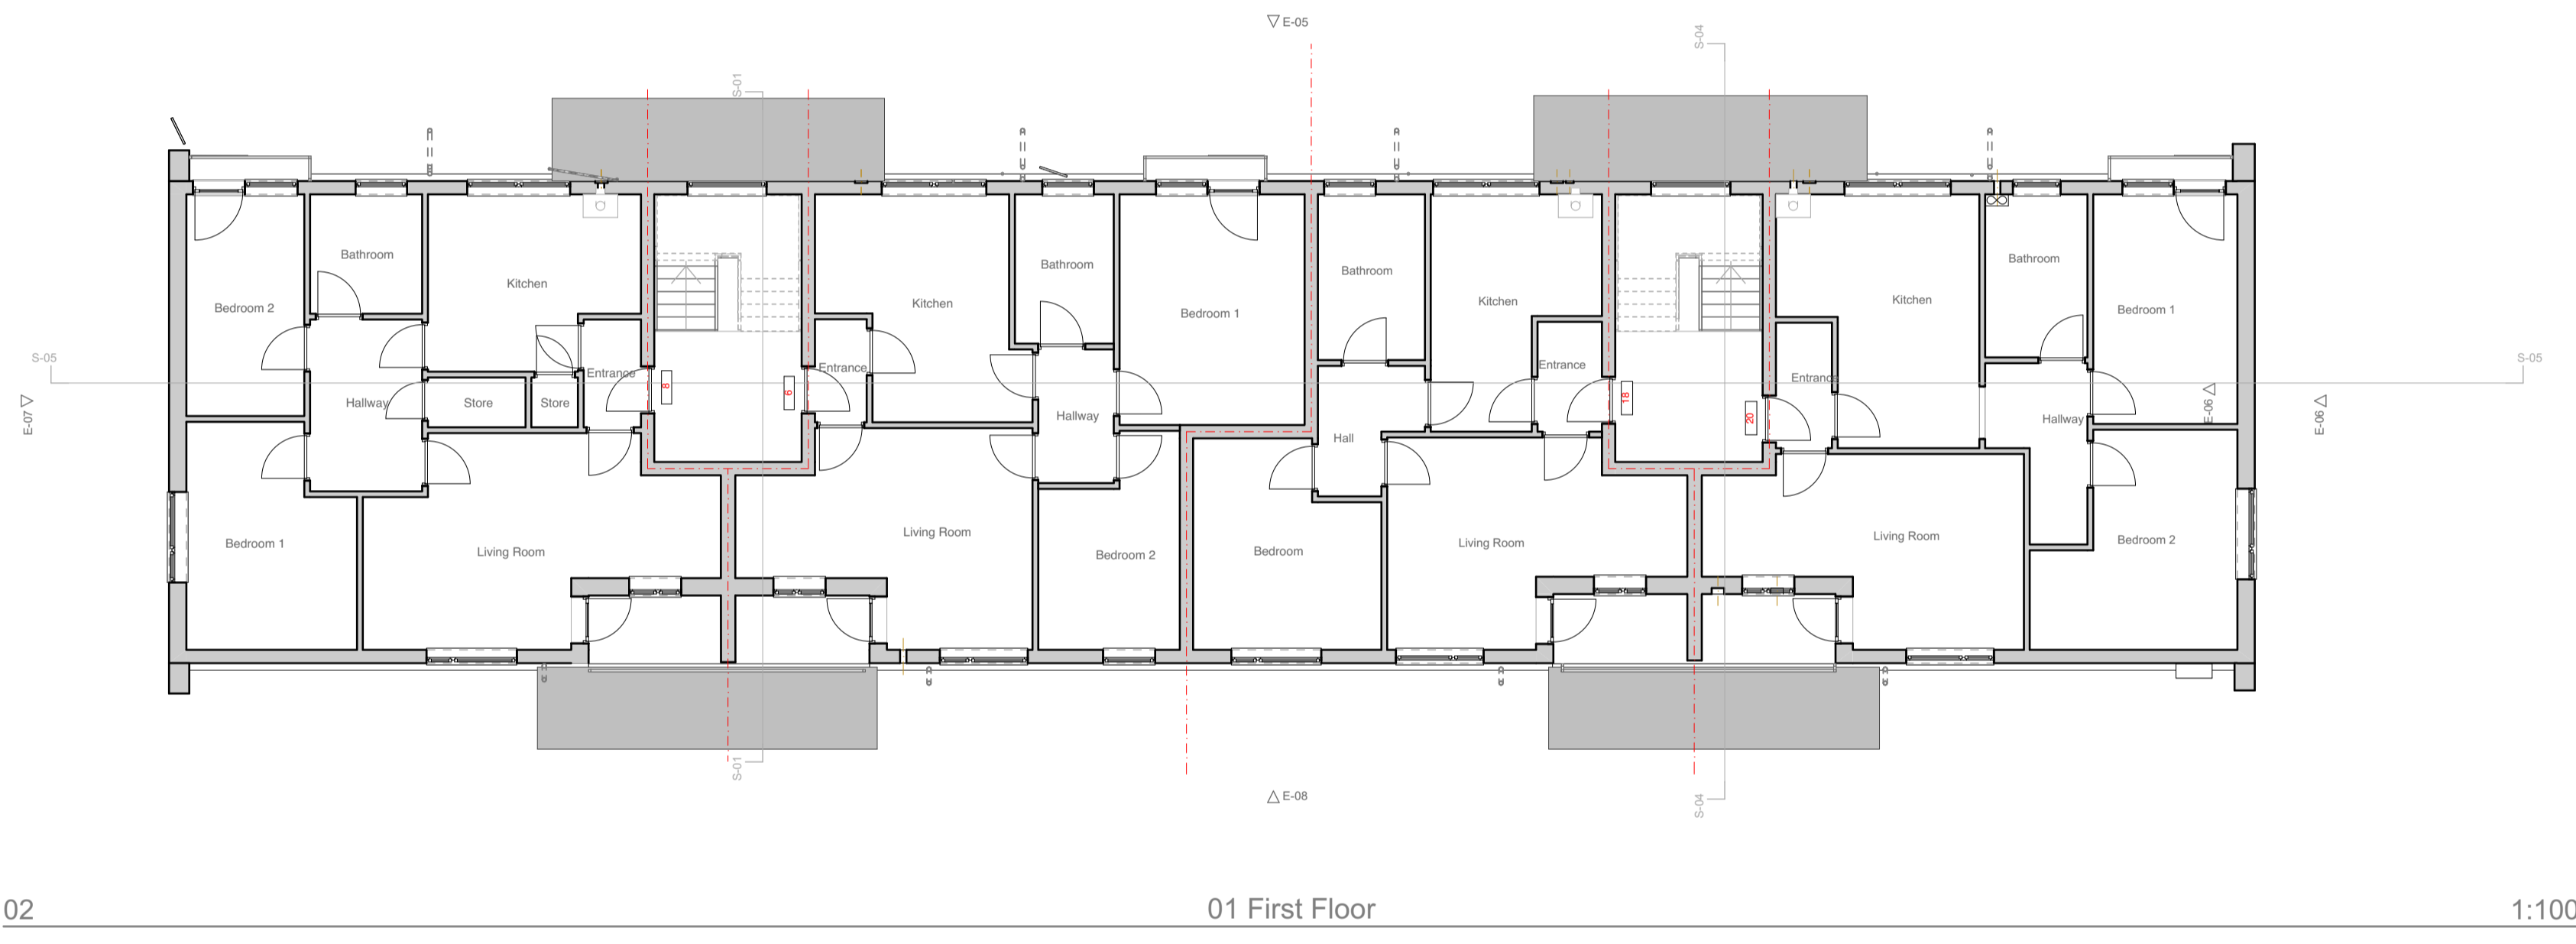 E-05
S-04
S-01
Bathroom
Bathroom
Bathroom
Bathroom
Kitchen
Kitchen
Kitchen
Kitchen
Bedroom 2
Bedroom 1
Bedroom 1
S-05
S-05
Entrance
Entrance
Entrance
Entrance
8
6
18
20
E-07
Hallway
Store
Store
Hallway
Hall
Hallway
E-06
E-06
Bedroom 1
Living Room
Living Room
Bedroom 2
Bedroom
Living Room
Living Room
Bedroom 2
S-01
E-08
S-04
02
01 First Floor
1:100